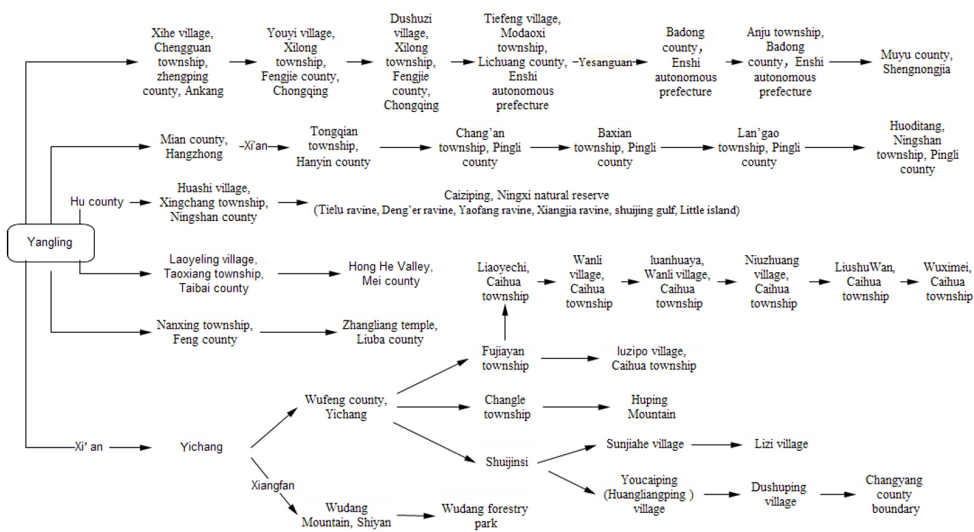 Xihe village,
Chengguan
township,
zhengping
county, Ankang
Youyi village,
Xilong
township,
Fengjie county,
Chongqing
Dushuzi
village,
Xilong
township,
Fengjie
county,
Chongqing
Tiefeng village,
Modaoxi
township,
Lichuang county,
Enshi
autonomous
prefecture
-Yesanguan
Badong
county,
Enshi
autonomous
prefecture
Anju township,
Badong
county, Enshi
autonomous
prefecture
Muyu county,
Shengnongjia
Mian county,
Hangzhong
-Xi'an
Tongqian
township,
Hanyin county
Chang'an
township, Pingli
county
Baxian
township, Pingli
county
Lan'gao
township, Pingli
county
Huoditang,
Ningshan
township, Pingli
county
Hu county
Huashi village,
Xingchang township,
Ningshan county
Caiziping, Ningxi natural reserve
(Tielu ravine, Deng'er ravine, Yaofang ravine, Xiangjia ravine, shuijing gulf, Little island)
Yangling
Laoyeling village,
Taoxiang township,
Taibai county
Hong He Valley,
Mei county
Nanxing township,
Feng county
Zhangliang temple,
Liuba county
Liaoyechi,
Caihua
township
Wanli
village,
Caihua
township
luanhuaya,
Wanli village,
Caihua
township
Niuzhuang
village,
Caihua
township
LiushuWan,
Caihua
township
Wuximei,
Caihua
township
Fujiayan
township
luzipo village,
Caihua township
Wufeng county,
Yichang
Changle
township
Huping
Mountain
Xi' an
Yichang
Shuijinsi
Sunjiahe village
Lizi village
Youcaiping
(Huangliangping )
village
Dushuping
village
Changyang
county
boundary
Xiangfan
Wudang
Mountain, Shiyan
Wudang forestry
park